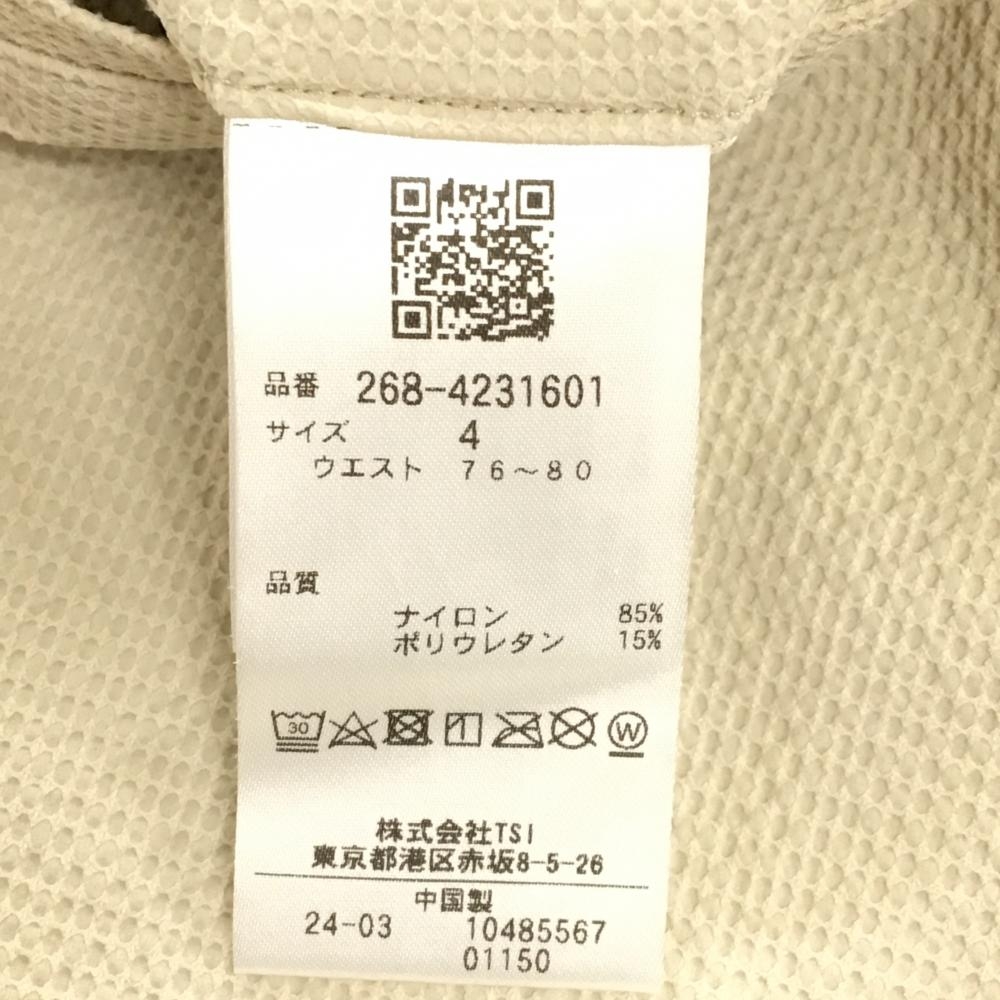 品番 268-4231601
サイズ 4
ウエスト 76~80
品質
ナイロン 85%
ポリウレタン 15%
30
W
株式会社TSI
東京都港区赤坂8-5-26
中国製
24-03 10485567
01150